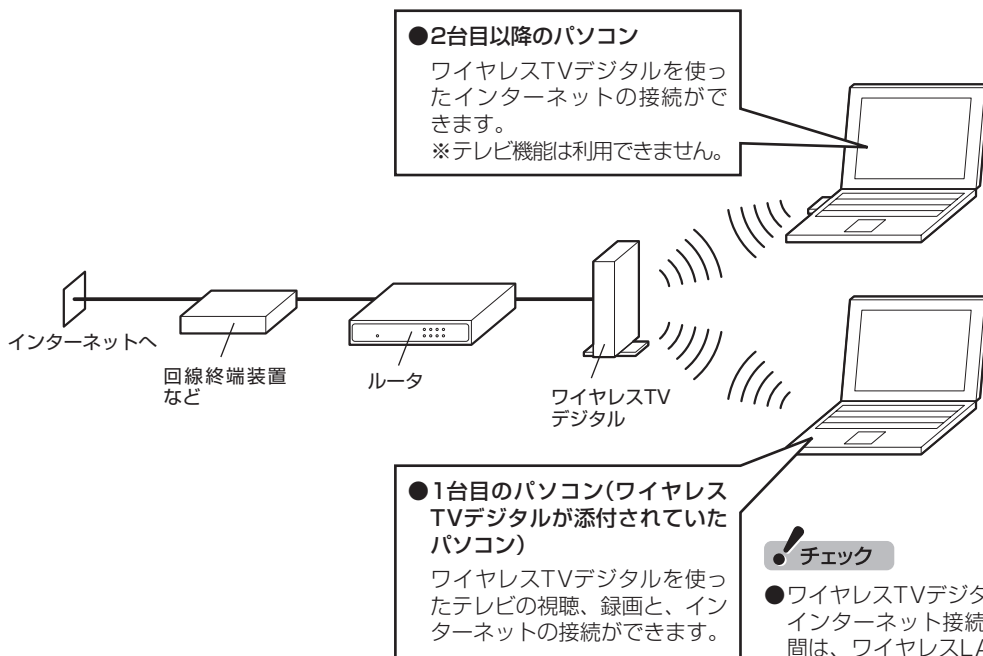 ●2台目以降のパソコン
ワイヤレスTVデジタルを使っ
たインターネットの接続がで
きます。
※テレビ機能は利用できません。
インターネットへ
回線終端装置
など
ルータ
ワイヤレスTV
デジタル
●1台目のパソコン(ワイヤレス
TVデジタルが添付されていた
パソコン)
ワイヤレスTVデジタルを使っ
たテレビの視聴、録画と、イン
ターネットの接続ができます。
チェック
●ワイヤレスTVデジタ
インターネット接続
間は、ワイヤレスLA